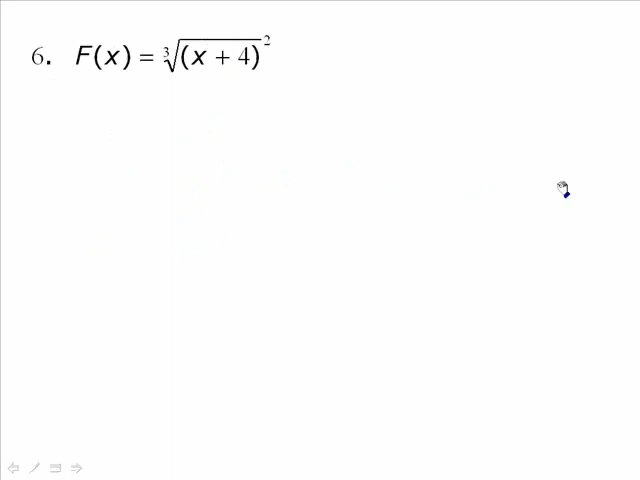 6. F(x) = ∛(x + 4)²